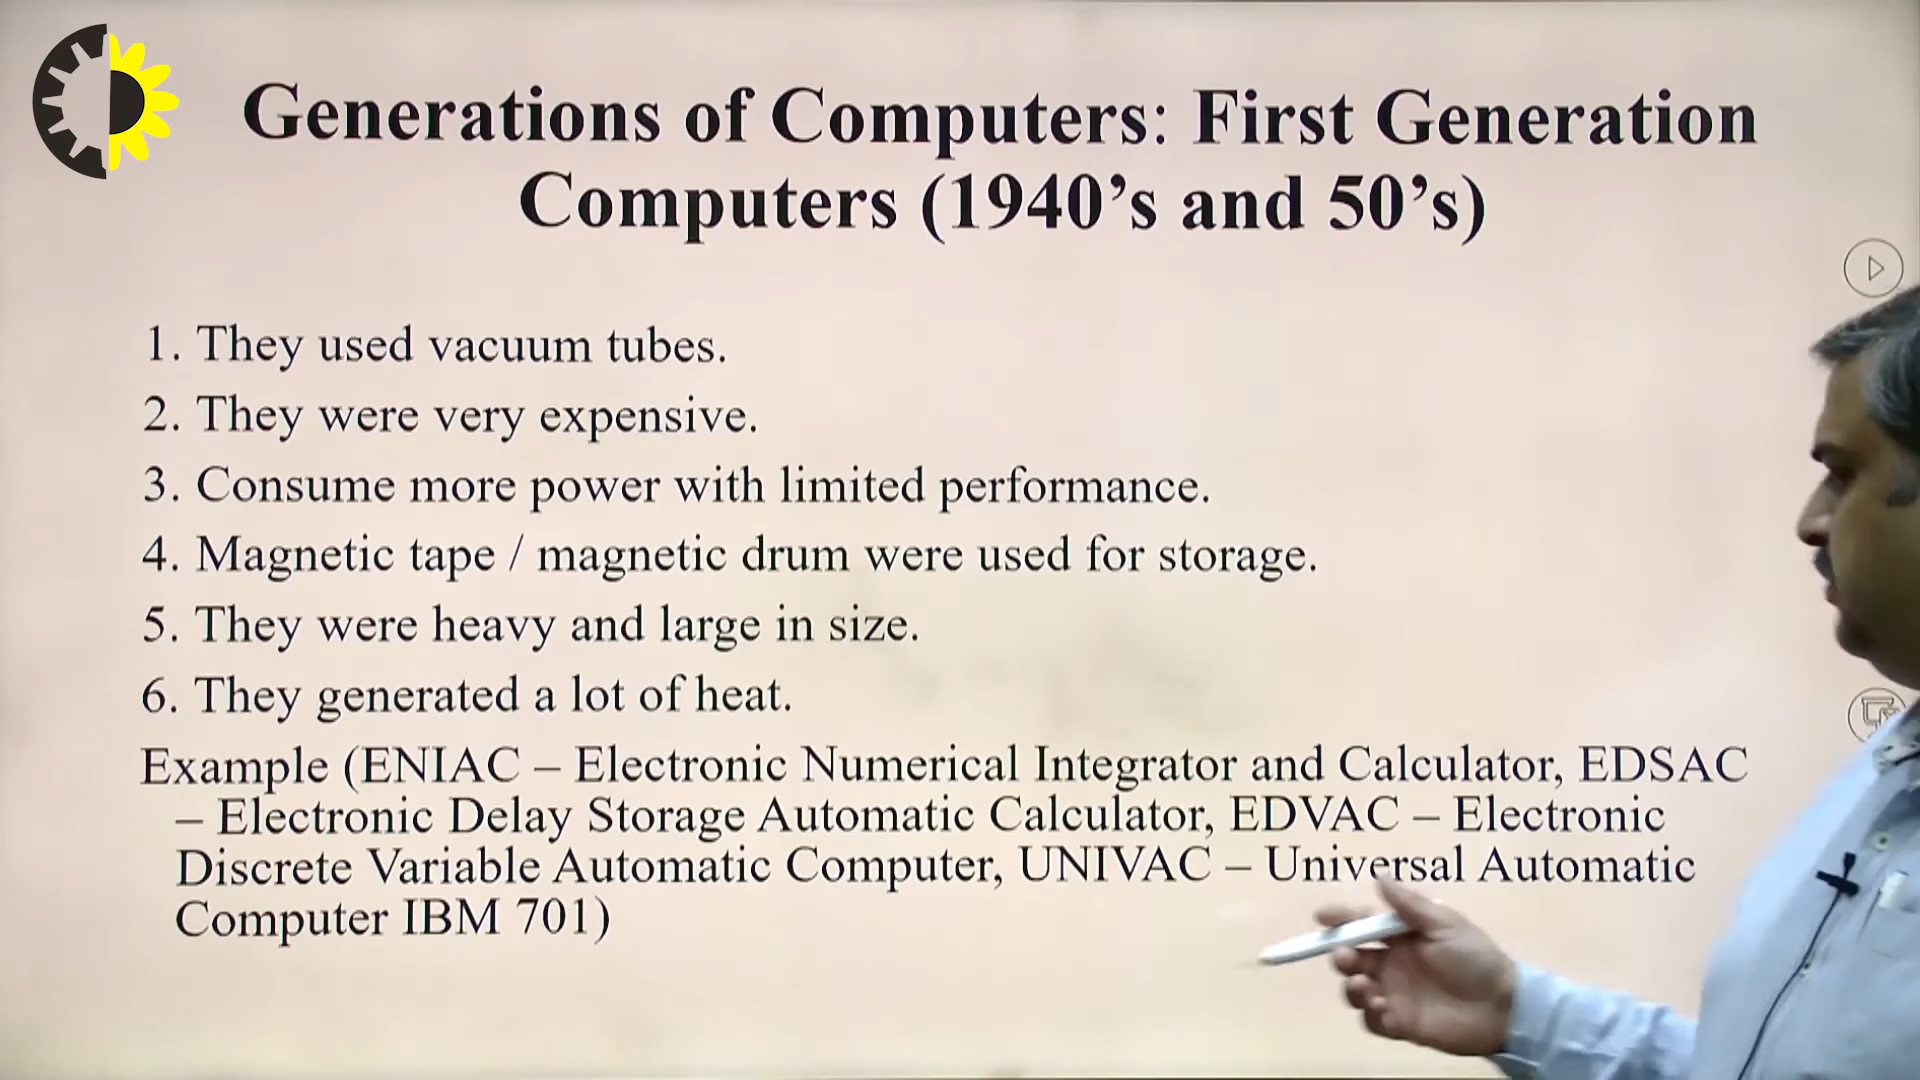 Generations of Computers: First Generation
Computers (1940’s and 50’s)
1. They used vacuum tubes.
2. They were very expensive.
3. Consume more power with limited performance.
4. Magnetic tape / magnetic drum were used for storage.
5. They were heavy and large in size.
6. They generated a lot of heat.
Example (ENIAC – Electronic Numerical Integrator and Calculator, EDSAC
– Electronic Delay Storage Automatic Calculator, EDVAC – Electronic
Discrete Variable Automatic Computer, UNIVAC – Universal Automatic
Computer IBM 701)